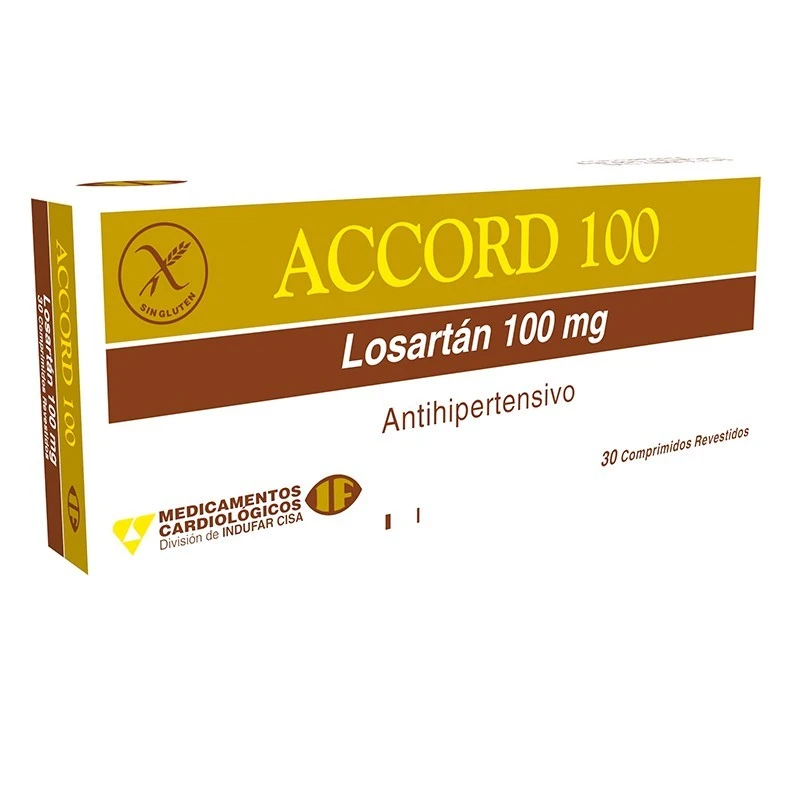 ACCORD 100
SIN GLUTEN
Losartán 100 mg
Antihipertensivo
30 Comprimidos Revestidos
MEDICAMENTOS
CARDIOLÓGICOS
División de INDUFAR CISA
IF
ACCORD 100
Losartán 100 mg
30 Comprimidos Revestidos
IF